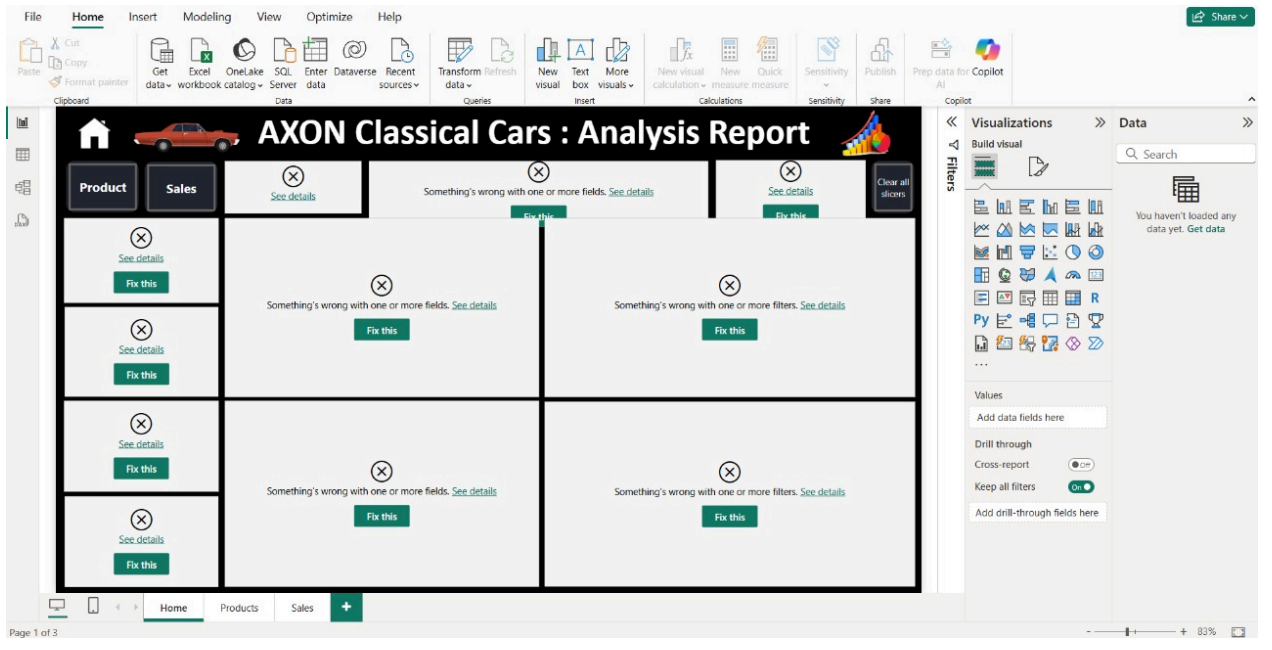 File Home Insert Modeling View Optimize Help Share
Paste
Cut
Copy
Format painter
Clipboard
Get data
Excel workbook
OneLake catalog
SQL Server
Enter data
Dataverse
Recent sources
Data
Transform data
Refresh
Queries
New visual
Text box
More visuals
Insert
New visual calculation
New measure
Quick measure
Calculations
Sensitivity
Sensitivity
Publish
Share
Prep data for AI
Copilot
Copilot
AXON Classical Cars : Analysis Report
Product
Sales
See details
Something's wrong with one or more fields. See details
Fix this
See details
Fix this
Clear all
slicers
See details
Fix this
See details
Fix this
See details
Fix this
See details
Fix this
Something's wrong with one or more fields. See details
Fix this
Something's wrong with one or more filters. See details
Fix this
Something's wrong with one or more fields. See details
Fix this
Something's wrong with one or more filters. See details
Fix this
Filters
Visualizations
Build visual
123
R
Py
...
Values
Add data fields here
Drill through
Cross-report Off
Keep all filters On
Add drill-through fields here
Data
Search
You haven't loaded any
data yet. Get data
Home Products Sales +
Page 1 of 3
- + 83%